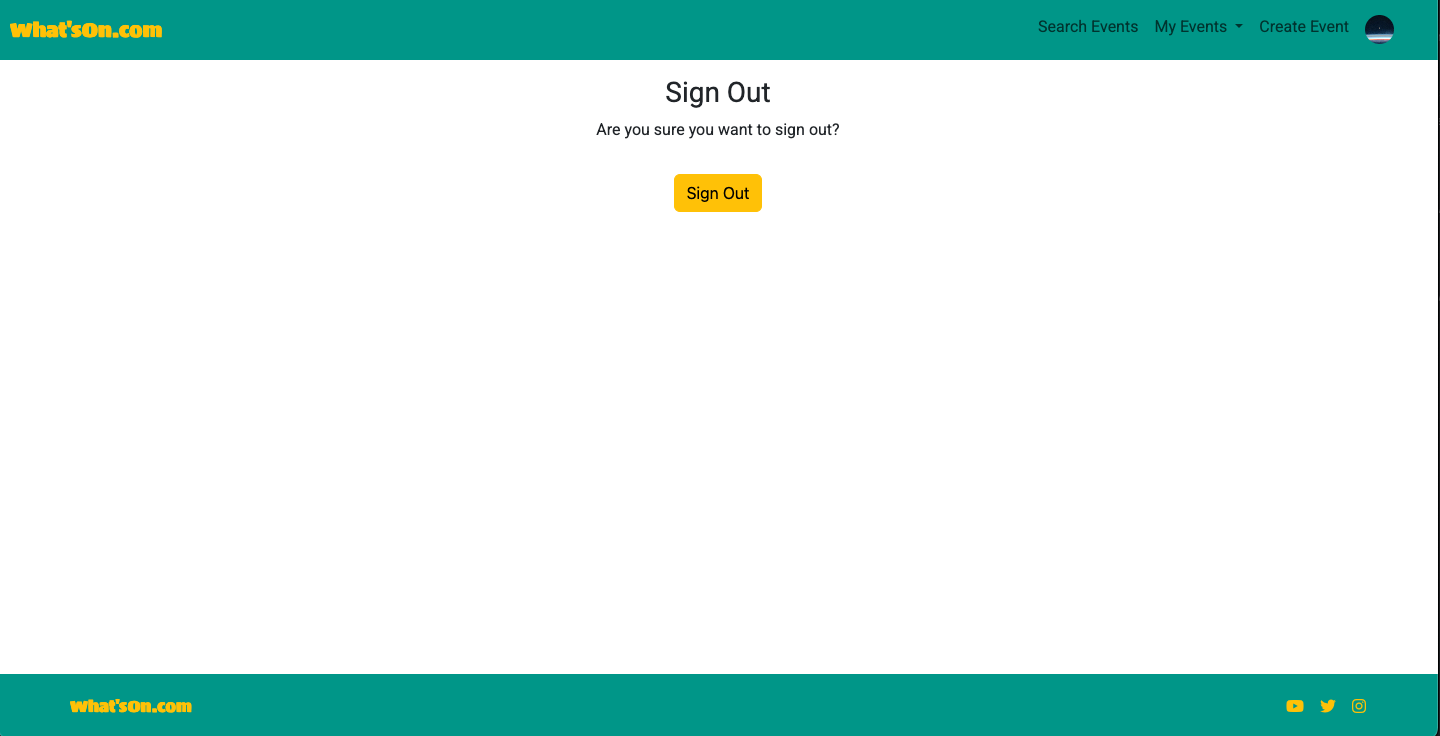 What'sOn.com
Search Events My Events Create Event
Sign Out
Are you sure you want to sign out?
Sign Out
What'sOn.com